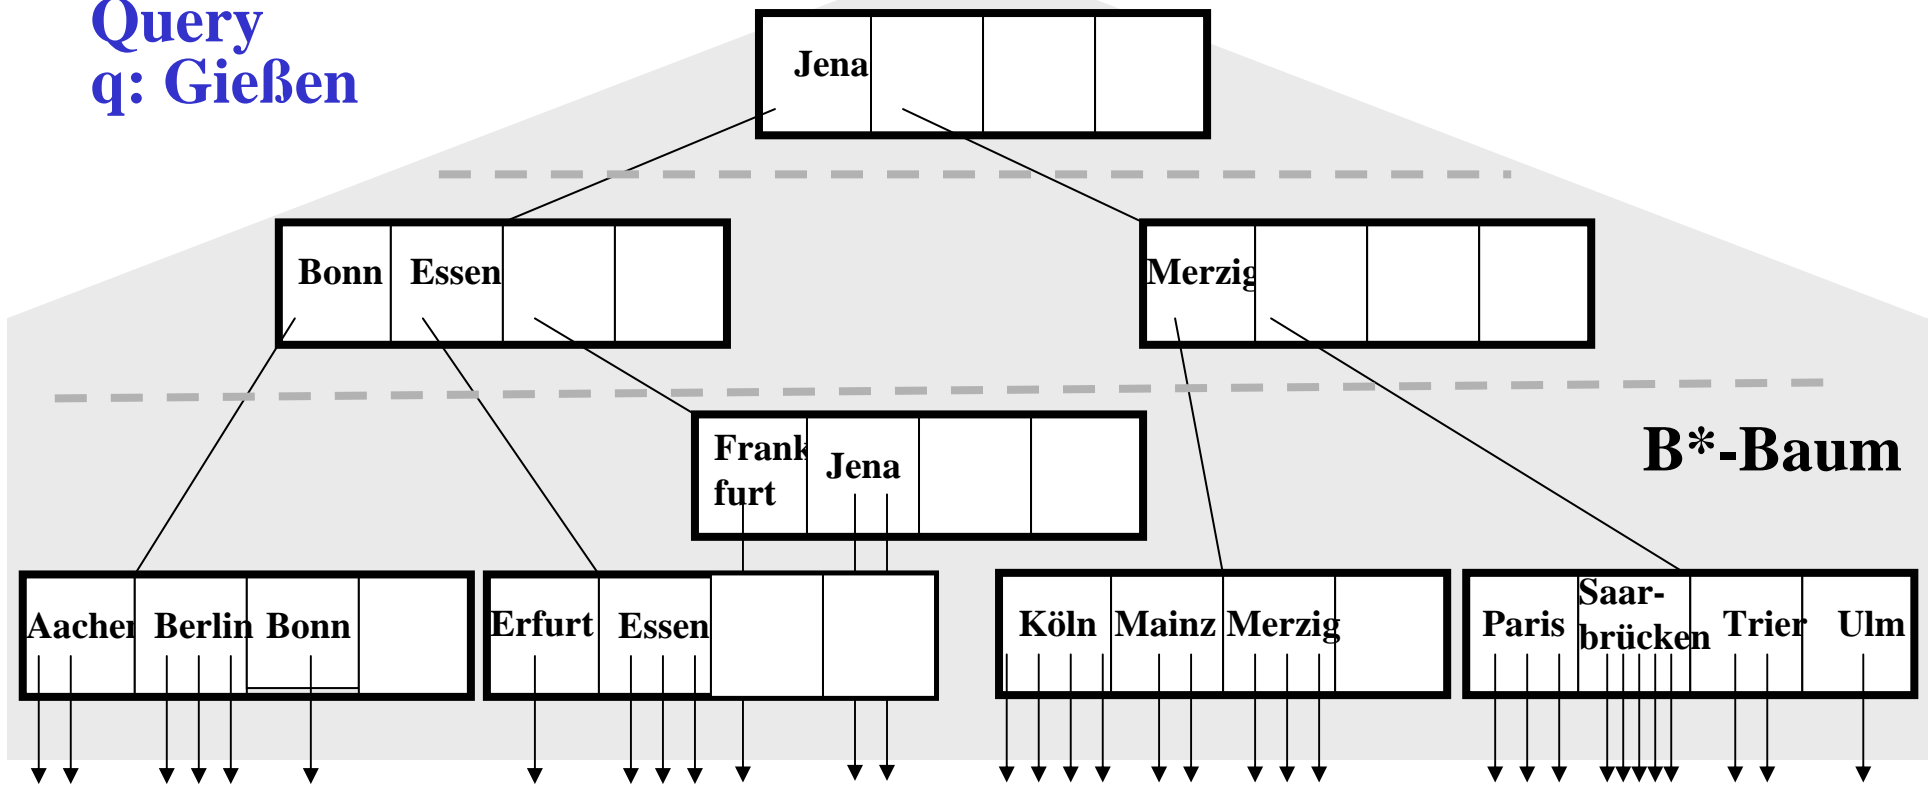 Query
q: Gießen
Jena
Bonn Essen
Merzig
B*-Baum
Frank
furt
Jena
Aachen Berlin Bonn
Erfurt Essen
Köln Mainz Merzig
Paris Saar-
brücken Trier Ulm